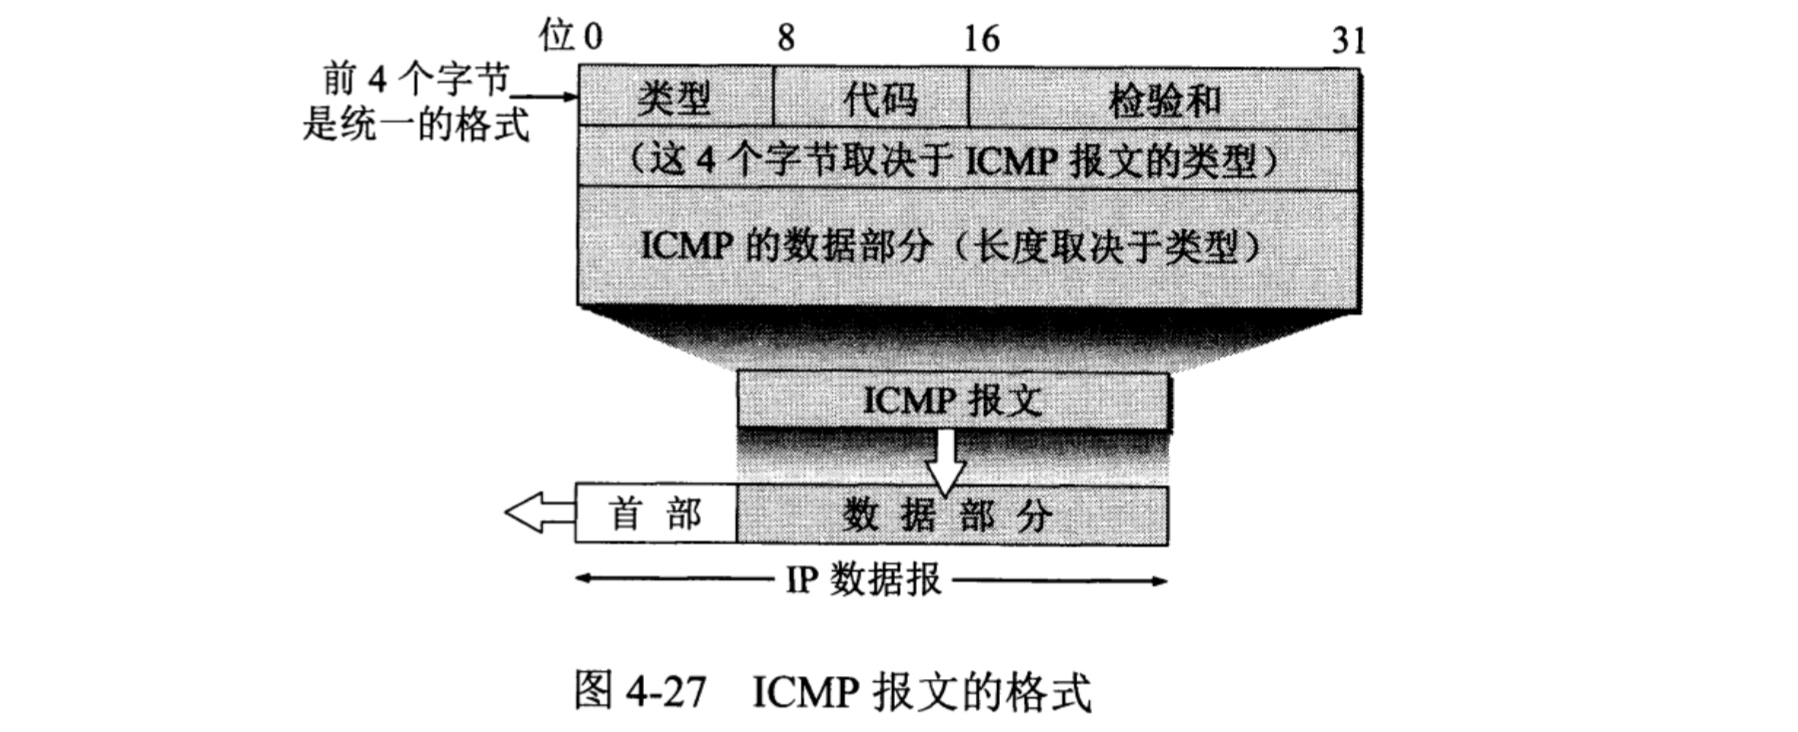 位 0 8 16 31
前 4 个字节
是统一的格式
类型 代码 检验和
（这 4 个字节取决于 ICMP 报文的类型）
ICMP 的数据部分（长度取决于类型）
ICMP 报文
首 部 数 据 部 分
IP 数据报
图 4-27 ICMP 报文的格式